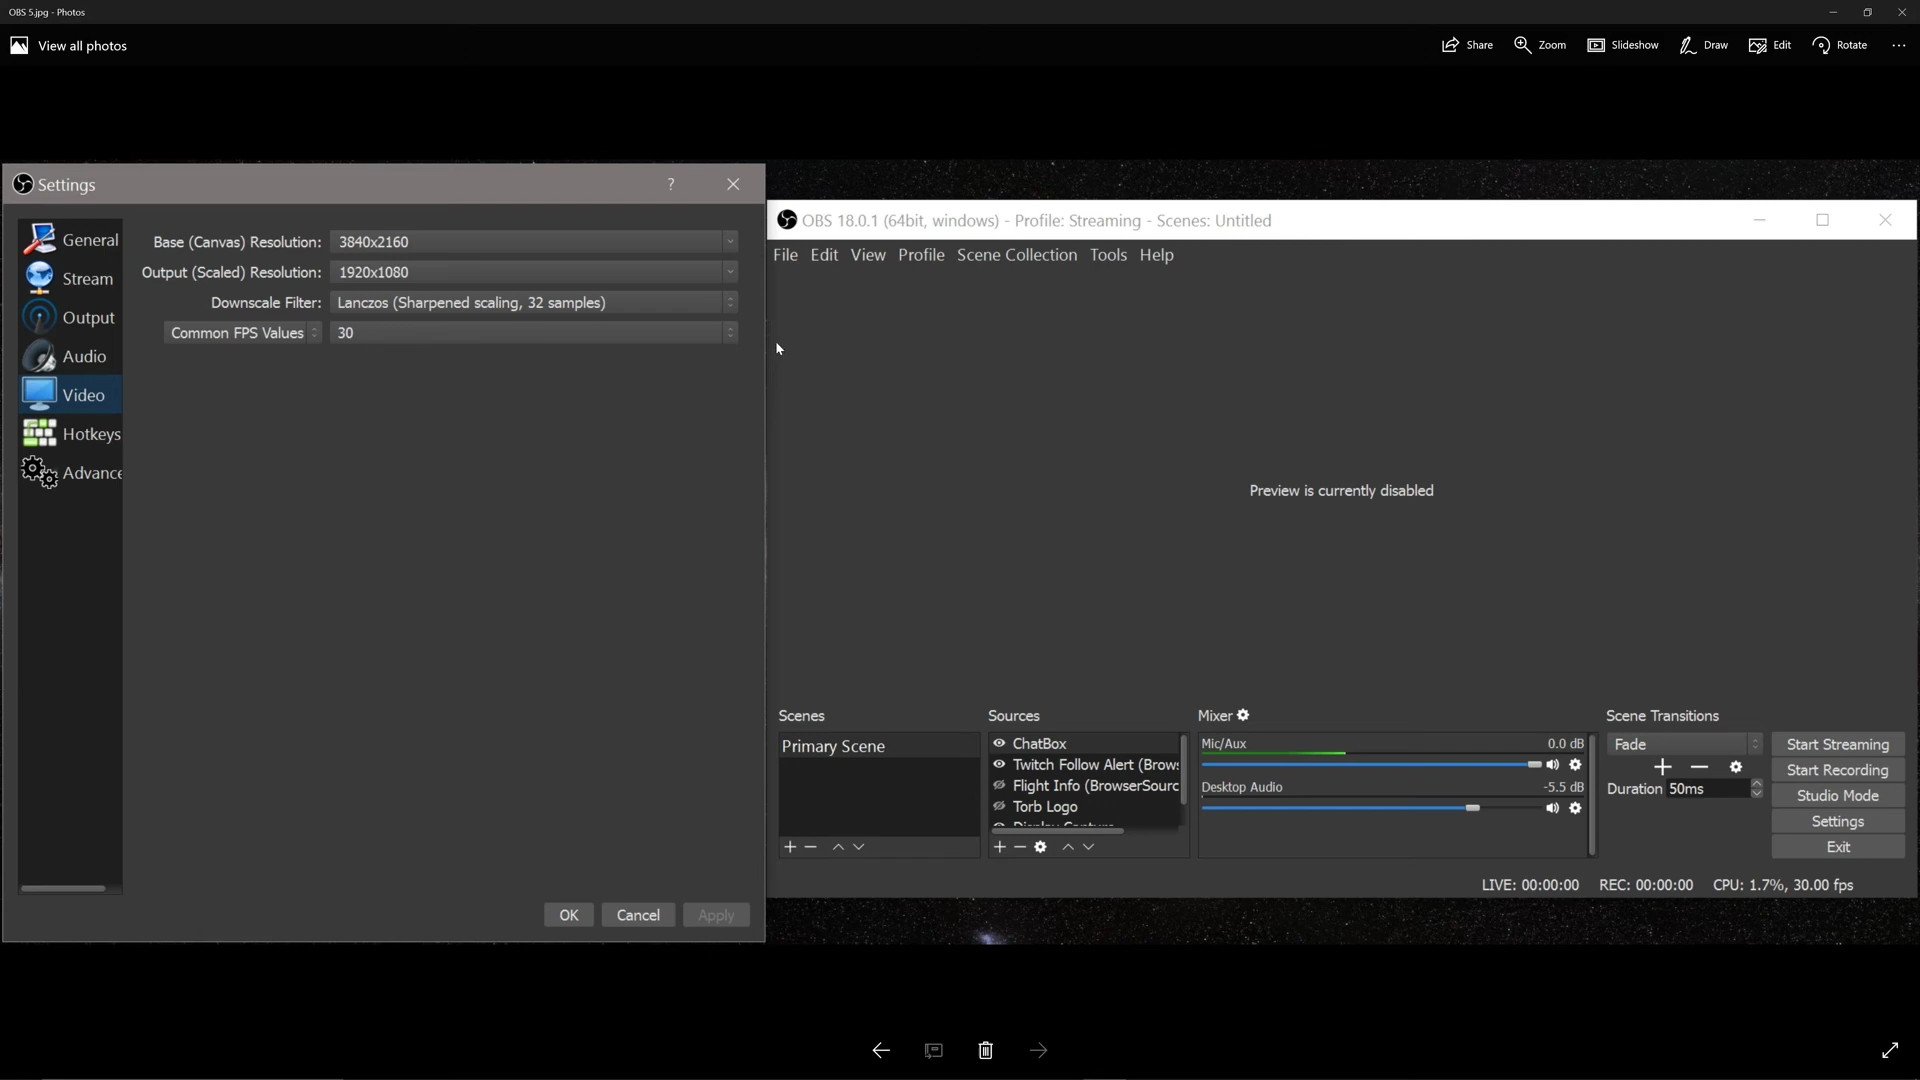 OBS 5.jpg - Photos
View all photos
Share
Zoom
Slideshow
Draw
Edit
Rotate
Settings
?
General
Stream
Output
Audio
Video
Hotkeys
Advance
Base (Canvas) Resolution: 3840x2160
Output (Scaled) Resolution: 1920x1080
Downscale Filter: Lanczos (Sharpened scaling, 32 samples)
Common FPS Values 30
OK Cancel Apply
OBS 18.0.1 (64bit, windows) - Profile: Streaming - Scenes: Untitled
File Edit View Profile Scene Collection Tools Help
Preview is currently disabled
Scenes
Primary Scene
Sources
ChatBox
Twitch Follow Alert (Brows
Flight Info (BrowserSourc
Torb Logo
Display Capture
Mixer
Mic/Aux 0.0 dB
Desktop Audio -5.5 dB
Scene Transitions
Fade
Duration 50ms
Start Streaming
Start Recording
Studio Mode
Settings
Exit
LIVE: 00:00:00 REC: 00:00:00 CPU: 1.7%, 30.00 fps